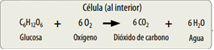 Célula (al interior)
C6H12O6 + 6 O2 → 6 CO2 + 6 H2O
Glucosa Oxígeno Dióxido de carbono Agua